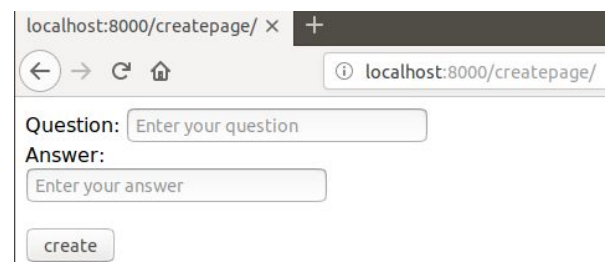 localhost:8000/createpage/ × +
localhost:8000/createpage/
Question: Enter your question
Answer:
Enter your answer
create